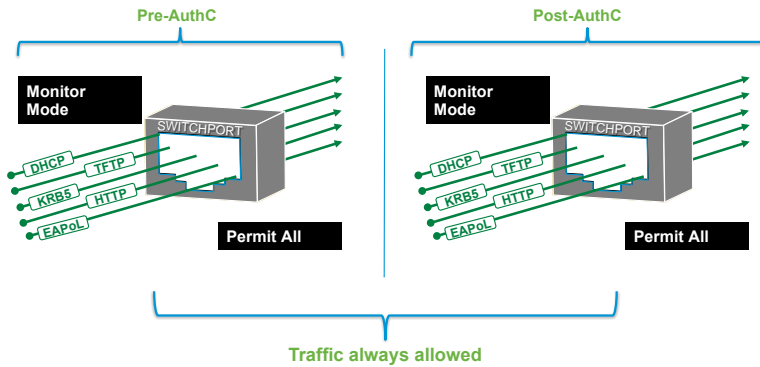 Pre-AuthC
Monitor
Mode
SWITCHPORT
DHCP
TFTP
KRB5
HTTP
EAPoL
Permit All
Post-AuthC
Monitor
Mode
SWITCHPORT
DHCP
TFTP
KRB5
HTTP
EAPoL
Permit All
Traffic always allowed